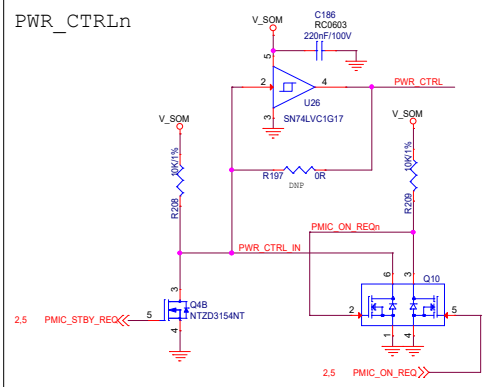 PWR_CTRLn
V_SOM
C186
RC0603
220nF/100V
5
2
4
PWR_CTRL
U26
3
SN74LVC1G17
V_SOM
V_SOM
10K/1%
R208
R197
0R
DNP
10K/1%
R209
PMIC_ON_REQn
PWR_CTRL_IN
3
6
3
Q10
Q4B
NTZD3154NT
2,5
PMIC_STBY_REQ
5
4
2
5
1
4
2,5
PMIC_ON_REQ